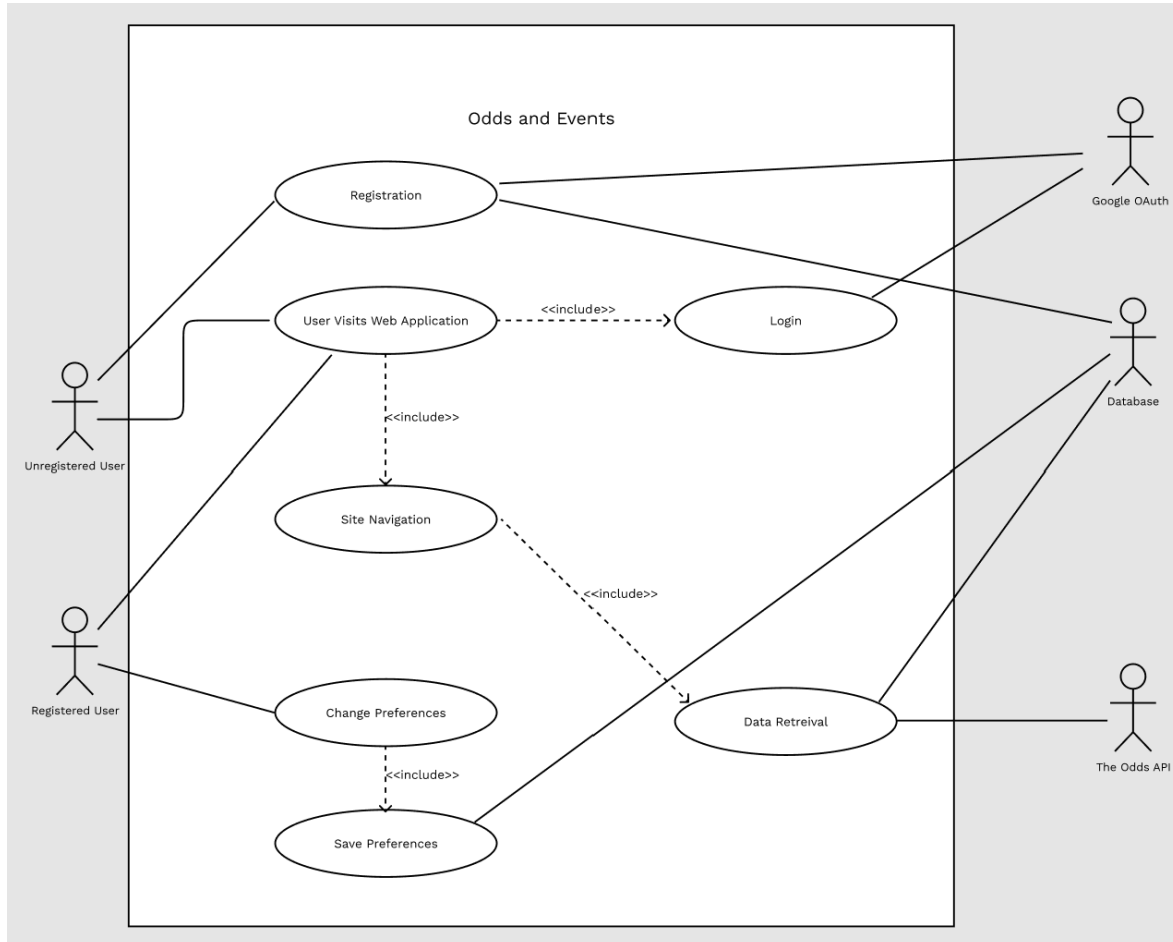 Odds and Events
Registration
Google OAuth
User Visits Web Application
<<include>>
Login
Database
<<include>>
Unregistered User
Site Navigation
<<include>>
Registered User
Change Preferences
Data Retreival
The Odds API
<<include>>
Save Preferences